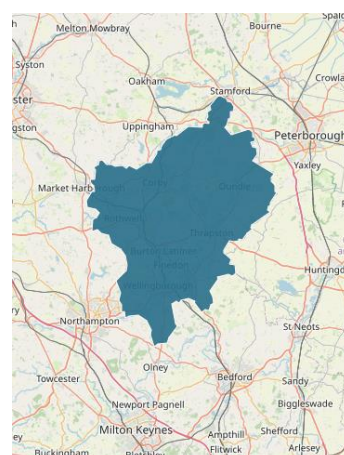 Melton Mowbray
Bourne
Spald
Syston
Oakham
Stamford
Crowla
ster
Uppingham
Peterborough
gston
Yaxley
Market Harborough
Corby
Oundle
Kettering
Thrapston
Burton Latimer
Finedon
Huntingd
Wellingborough
Northampton
St Neots
Olney
Towcester
Bedford
Sandy
Newport Pagnell
Biggleswade
Milton Keynes
Ampthill
Shefford
Buckingham
Bletchley
Flitwick
Arlesey